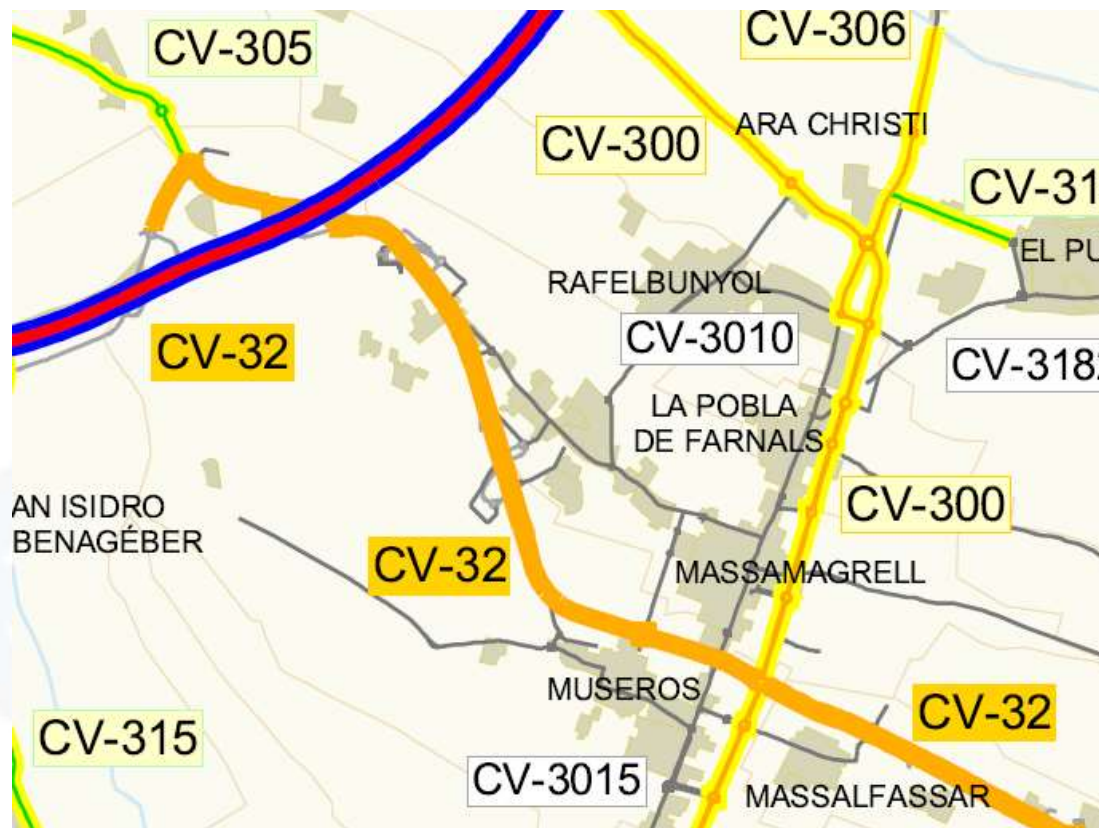 CV-305
CV-306
CV-300
ARA CHRISTI
CV-31
EL PU
RAFELBUNYOL
CV-32
CV-3010
CV-318
LA POBLA
DE FARNALS
AN ISIDRO
BENAGÉBER
CV-300
CV-32
MASSAMAGRELL
MUSEROS
CV-32
CV-315
CV-3015
MASSALFASSAR